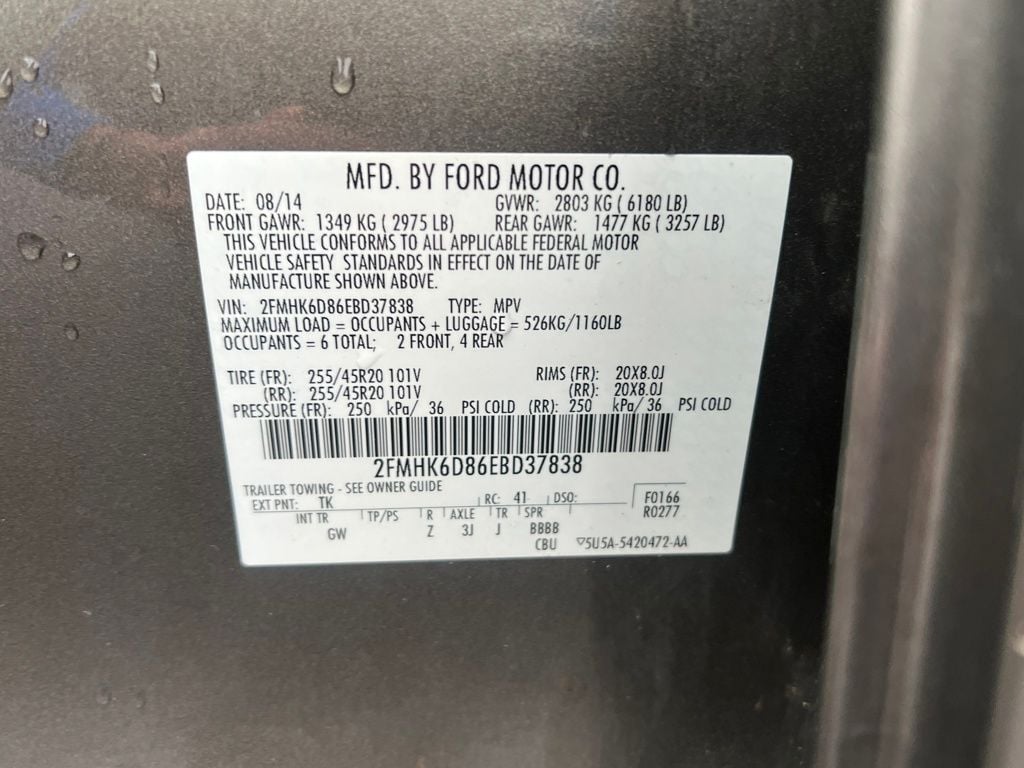 MFD. BY FORD MOTOR CO.
DATE: 08/14 GVWR: 2803 KG ( 6180 LB)
FRONT GAWR: 1349 KG ( 2975 LB) REAR GAWR: 1477 KG ( 3257 LB)
THIS VEHICLE CONFORMS TO ALL APPLICABLE FEDERAL MOTOR
VEHICLE SAFETY STANDARDS IN EFFECT ON THE DATE OF
MANUFACTURE SHOWN ABOVE.
VIN: 2FMHK6D86EBD37838 TYPE: MPV
MAXIMUM LOAD = OCCUPANTS + LUGGAGE = 526KG/1160LB
OCCUPANTS = 6 TOTAL; 2 FRONT, 4 REAR
TIRE (FR): 255/45R20 101V RIMS (FR): 20X8.0J
(RR): 255/45R20 101V (RR): 20X8.0J
PRESSURE (FR): 250 kPa/ 36 PSI COLD (RR): 250 kPa/ 36 PSI COLD
2FMHK6D86EBD37838
TRAILER TOWING - SEE OWNER GUIDE
EXT PNT: TK RC: 41 DSO: F0166
INT TR TP/PS R AXLE TR SPR R0277
GW Z 3J J BBBB
CBU ▽5U5A-5420472-AA